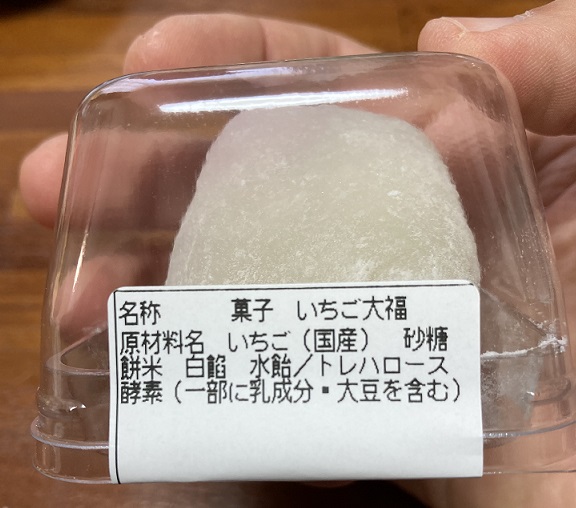 名称　　　菓子　いちご大福
原材料名　いちご（国産）　砂糖
餅米　白餡　水飴／トレハロース
酵素（一部に乳成分・大豆を含む）